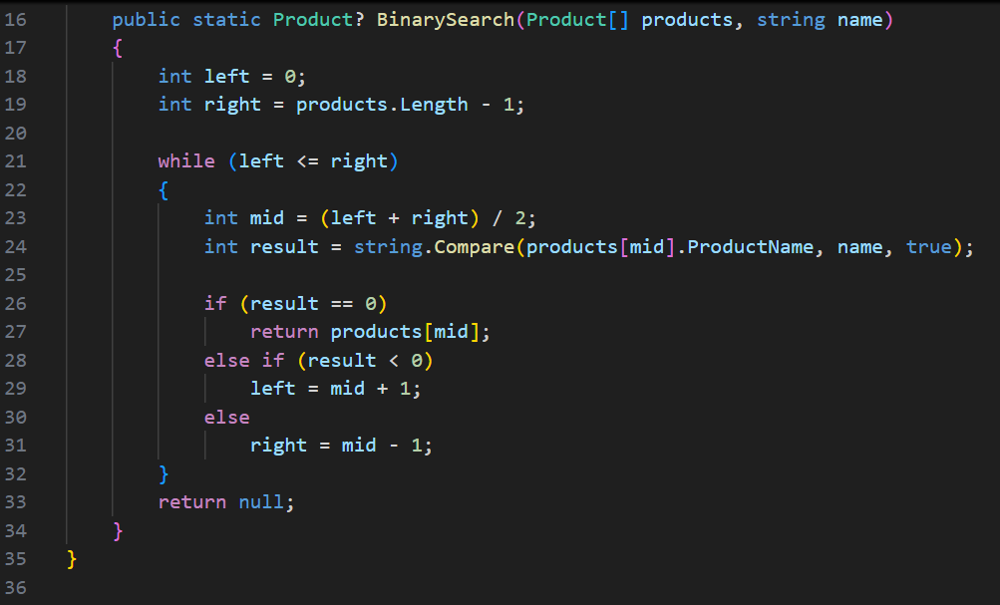 16 public static Product? BinarySearch(Product[] products, string name)
17 {
18 int left = 0;
19 int right = products.Length - 1;
20
21 while (left <= right)
22 {
23 int mid = (left + right) / 2;
24 int result = string.Compare(products[mid].ProductName, name, true);
25
26 if (result == 0)
27 return products[mid];
28 else if (result < 0)
29 left = mid + 1;
30 else
31 right = mid - 1;
32 }
33 return null;
34 }
35 }
36